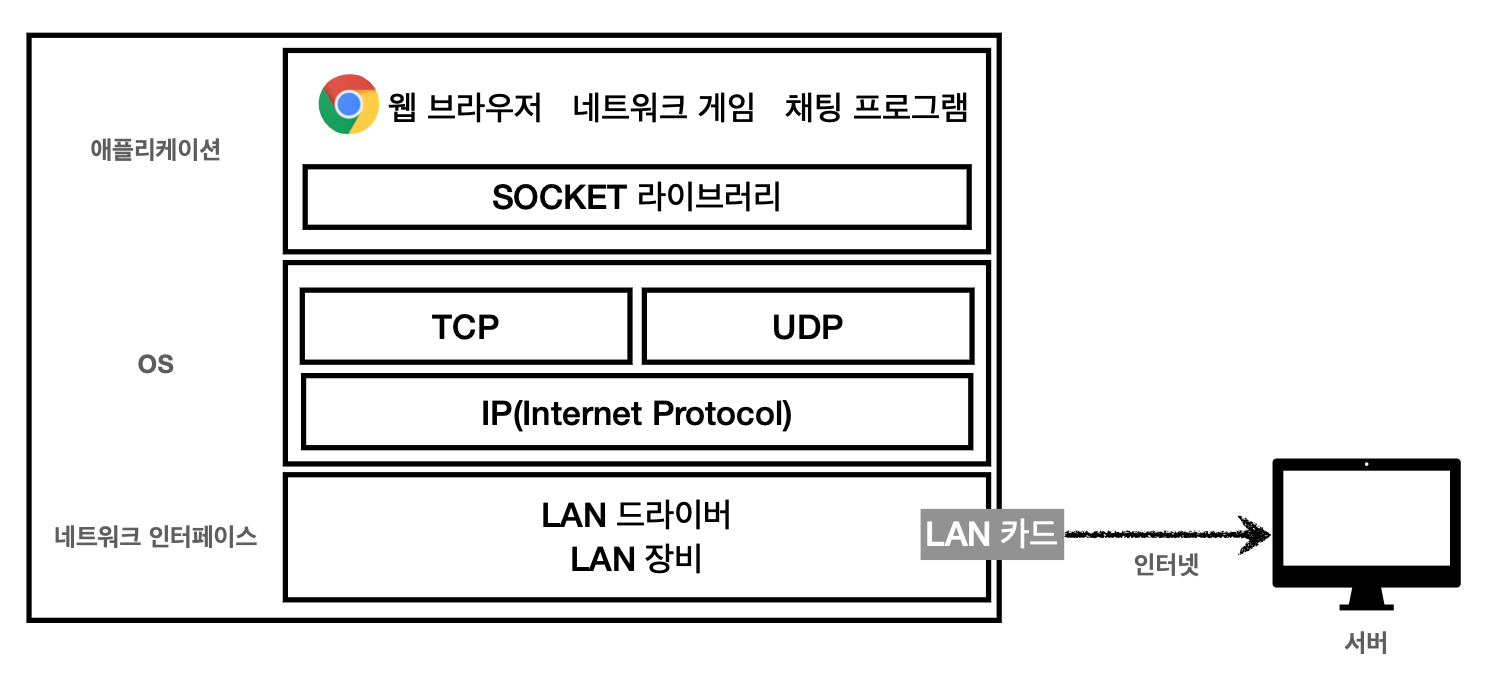 웹 브라우저 네트워크 게임 채팅 프로그램
애플리케이션
SOCKET 라이브러리
TCP UDP
OS
IP(Internet Protocol)
LAN 드라이버
네트워크 인터페이스
LAN 장비
LAN 카드
인터넷
서버